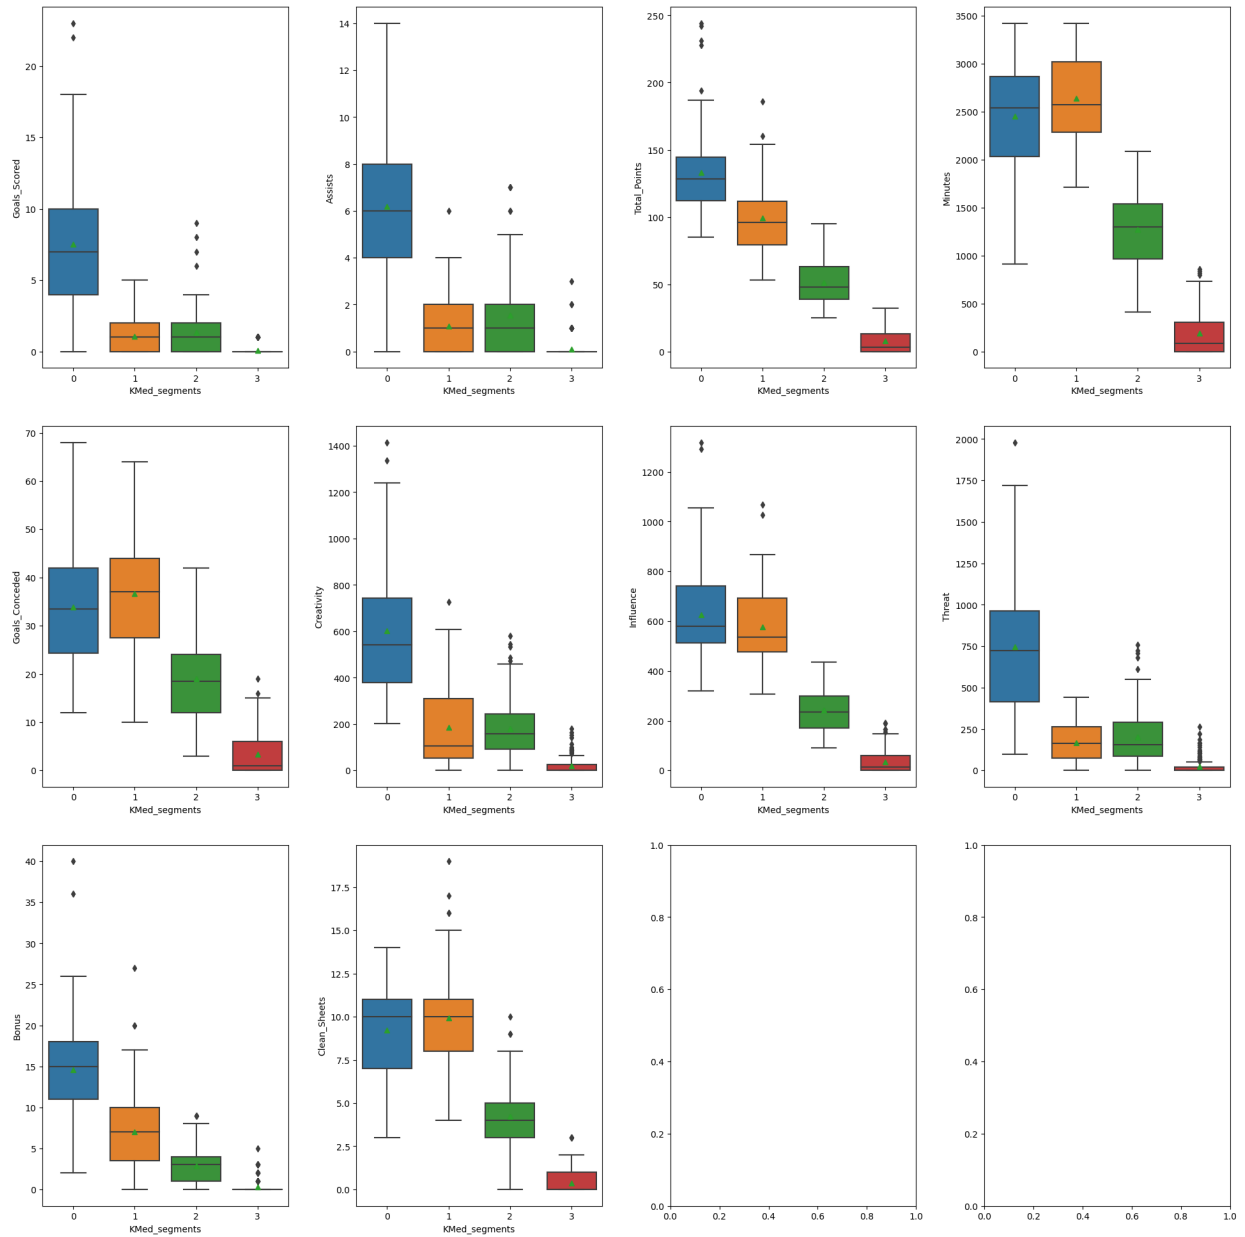 Goals_Scored
20
15
10
5
0
0 1 2 3
KMed_segments
Assists
14
12
10
8
6
4
2
0
0 1 2 3
KMed_segments
Total_Points
250
200
150
100
50
0
0 1 2 3
KMed_segments
Minutes
3500
3000
2500
2000
1500
1000
500
0
0 1 2 3
KMed_segments
Goals_Conceded
70
60
50
40
30
20
10
0
0 1 2 3
KMed_segments
Creativity
1400
1200
1000
800
600
400
200
0
0 1 2 3
KMed_segments
Influence
1200
1000
800
600
400
200
0
0 1 2 3
KMed_segments
Threat
2000
1750
1500
1250
1000
750
500
250
0
0 1 2 3
KMed_segments
Bonus
40
35
30
25
20
15
10
5
0
0 1 2 3
KMed_segments
Clean_Sheets
17.5
15.0
12.5
10.0
7.5
5.0
2.5
0.0
0 1 2 3
KMed_segments
1.0
0.8
0.6
0.4
0.2
0.0
0.0 0.2 0.4 0.6 0.8 1.0
1.0
0.8
0.6
0.4
0.2
0.0
0.0 0.2 0.4 0.6 0.8 1.0